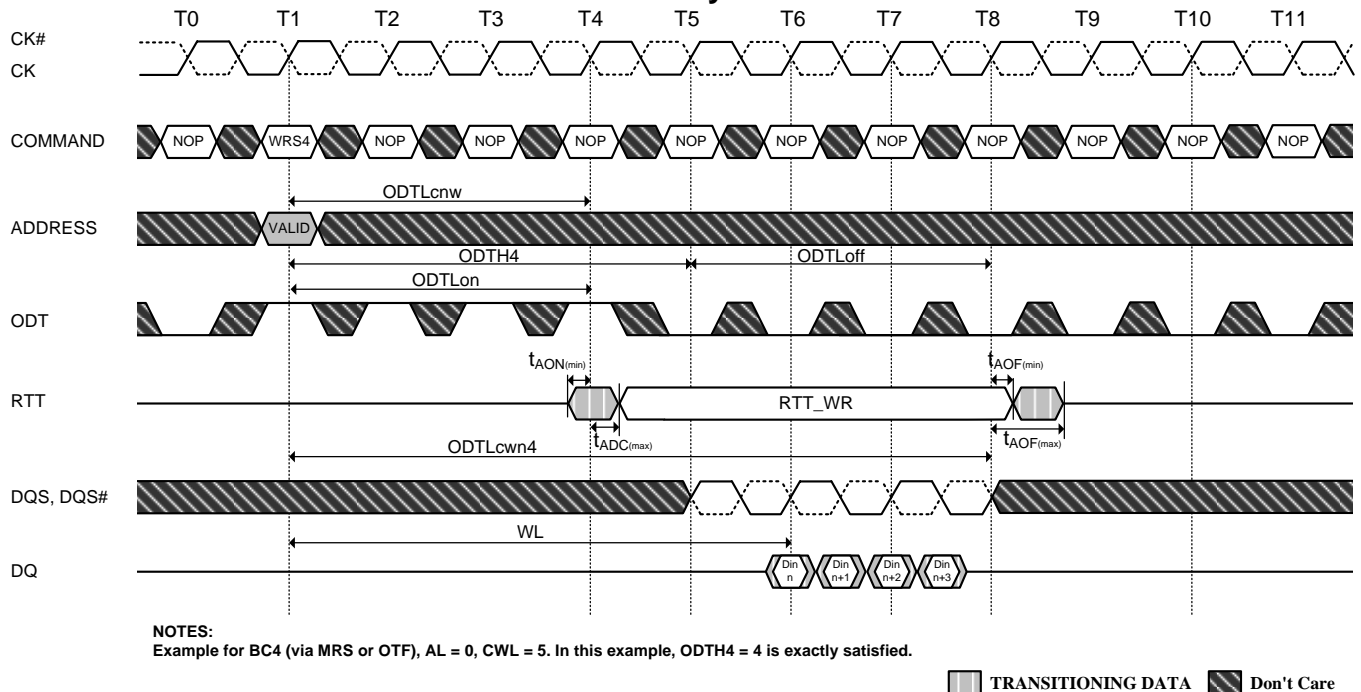 T0 T1 T2 T3 T4 T5 T6 T7 T8 T9 T10 T11
CK#
CK
COMMAND NOP WRS4 NOP NOP NOP NOP NOP NOP NOP NOP NOP NOP
ODTLcnw
ADDRESS VALID
ODTH4 ODTLoff
ODTLon
ODT
tAON(min) tAOF(min)
RTT RTT_WR
tADC(max) tAOF(max)
ODTLcwn4
DQS, DQS#
WL
DQ Din n Din n+1 Din n+2 Din n+3
NOTES:
Example for BC4 (via MRS or OTF), AL = 0, CWL = 5. In this example, ODTH4 = 4 is exactly satisfied.
TRANSITIONING DATA Don't Care